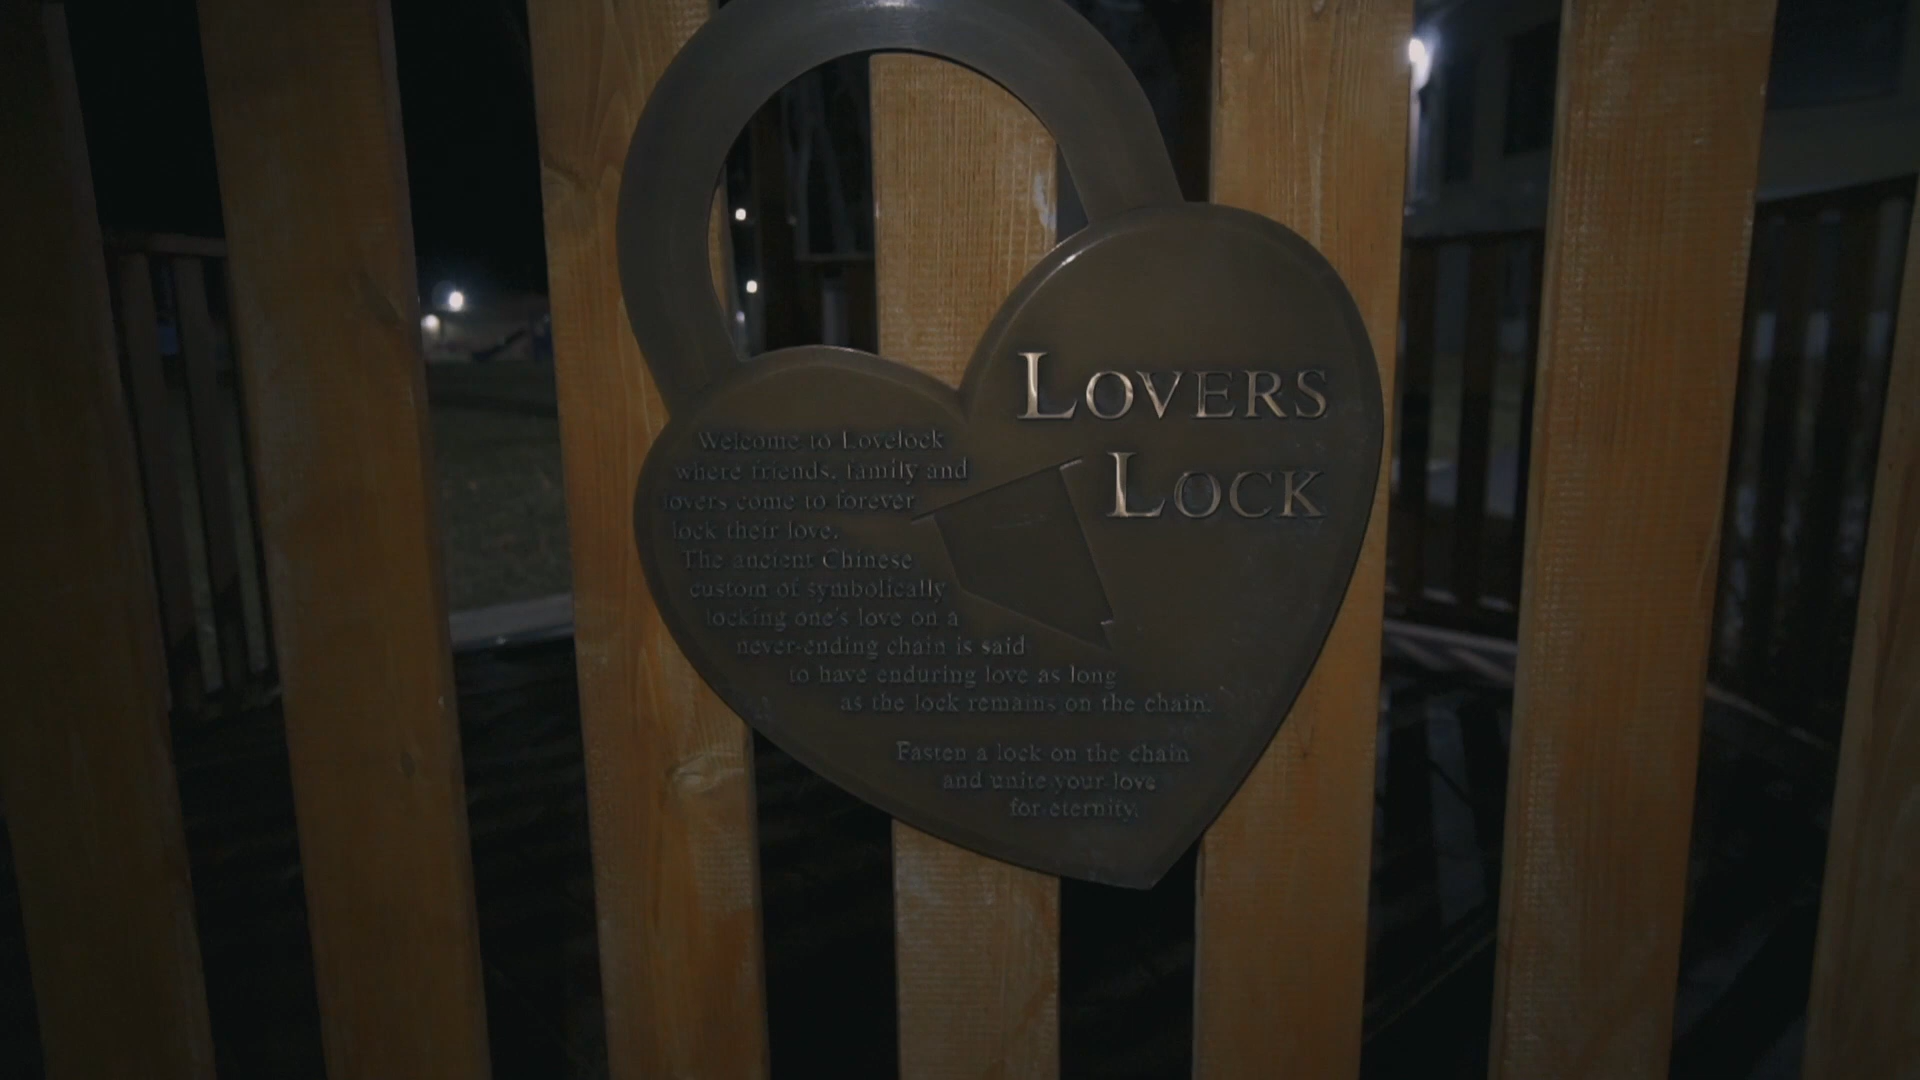 LOVERS
LOCK
Welcome to Lovelock
where friends, family and
lovers come to forever
lock their love.
The ancient Chinese
custom of symbolically
locking one's love on a
never-ending chain is said
to have enduring love as long
as the lock remains on the chain.
Fasten a lock on the chain
and unite your love
for eternity.